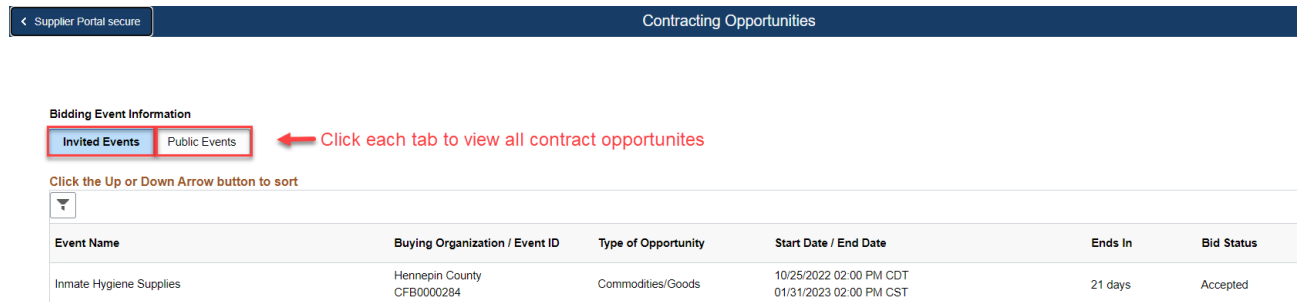 Supplier Portal secure
Contracting Opportunities
Bidding Event Information
Invited Events Public Events Click each tab to view all contract opportunites
Click the Up or Down Arrow button to sort
Event Name Buying Organization / Event ID Type of Opportunity Start Date / End Date Ends In Bid Status
Inmate Hygiene Supplies Hennepin County Commodities/Goods 10/25/2022 02:00 PM CDT 21 days Accepted
CFB0000284 01/31/2023 02:00 PM CST